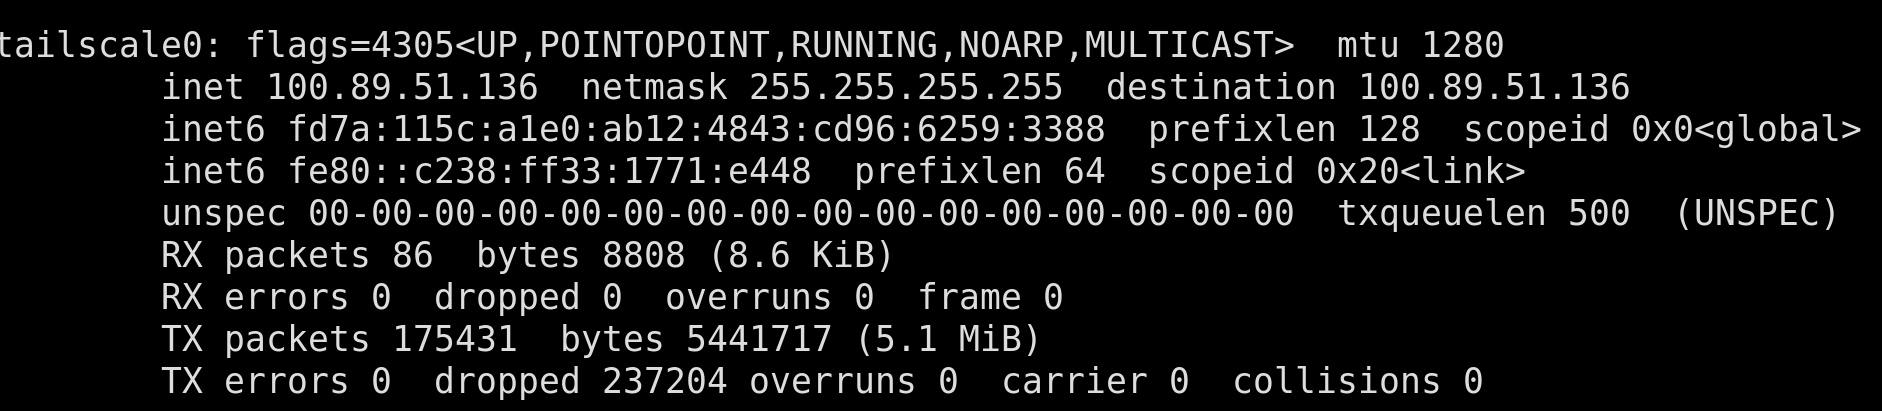 tailscale0: flags=4305<UP,POINTOPOINT,RUNNING,NOARP,MULTICAST>  mtu 1280
        inet 100.89.51.136  netmask 255.255.255.255  destination 100.89.51.136
        inet6 fd7a:115c:a1e0:ab12:4843:cd96:6259:3388  prefixlen 128  scopeid 0x0<global>
        inet6 fe80::c238:ff33:1771:e448  prefixlen 64  scopeid 0x20<link>
        unspec 00-00-00-00-00-00-00-00-00-00-00-00-00-00-00-00  txqueuelen 500  (UNSPEC)
        RX packets 86  bytes 8808 (8.6 KiB)
        RX errors 0  dropped 0  overruns 0  frame 0
        TX packets 175431  bytes 5441717 (5.1 MiB)
        TX errors 0  dropped 237204 overruns 0  carrier 0  collisions 0